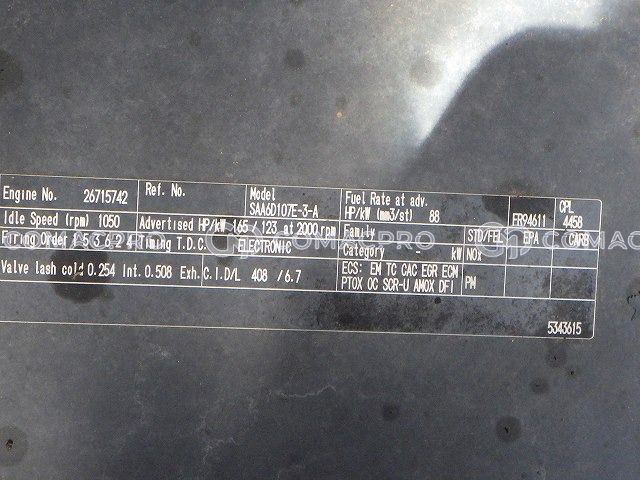 Engine No. 26715742 Ref. No. Model SAA6D107E-3-A Fuel Rate at adv. HP/kW (mm3/st) 88 FR94611 CPL 4458
Idle Speed (rpm) 1050 Advertised HP/kW 165 / 123 at 2000 rpm Family STD/FEL EPA CARB
Firing Order 1 5 3 6 2 4 Timing T.D.C. ELECTRONIC Category kW NOx
Valve lash cold 0.254 Int. 0.508 Exh. C.I.D/L 408 / 6.7 ECS: EM TC CAC EGR ECM PTOX OC SCR-U AMOX DFI PM
5343615
COMACPRO
COMACPRO